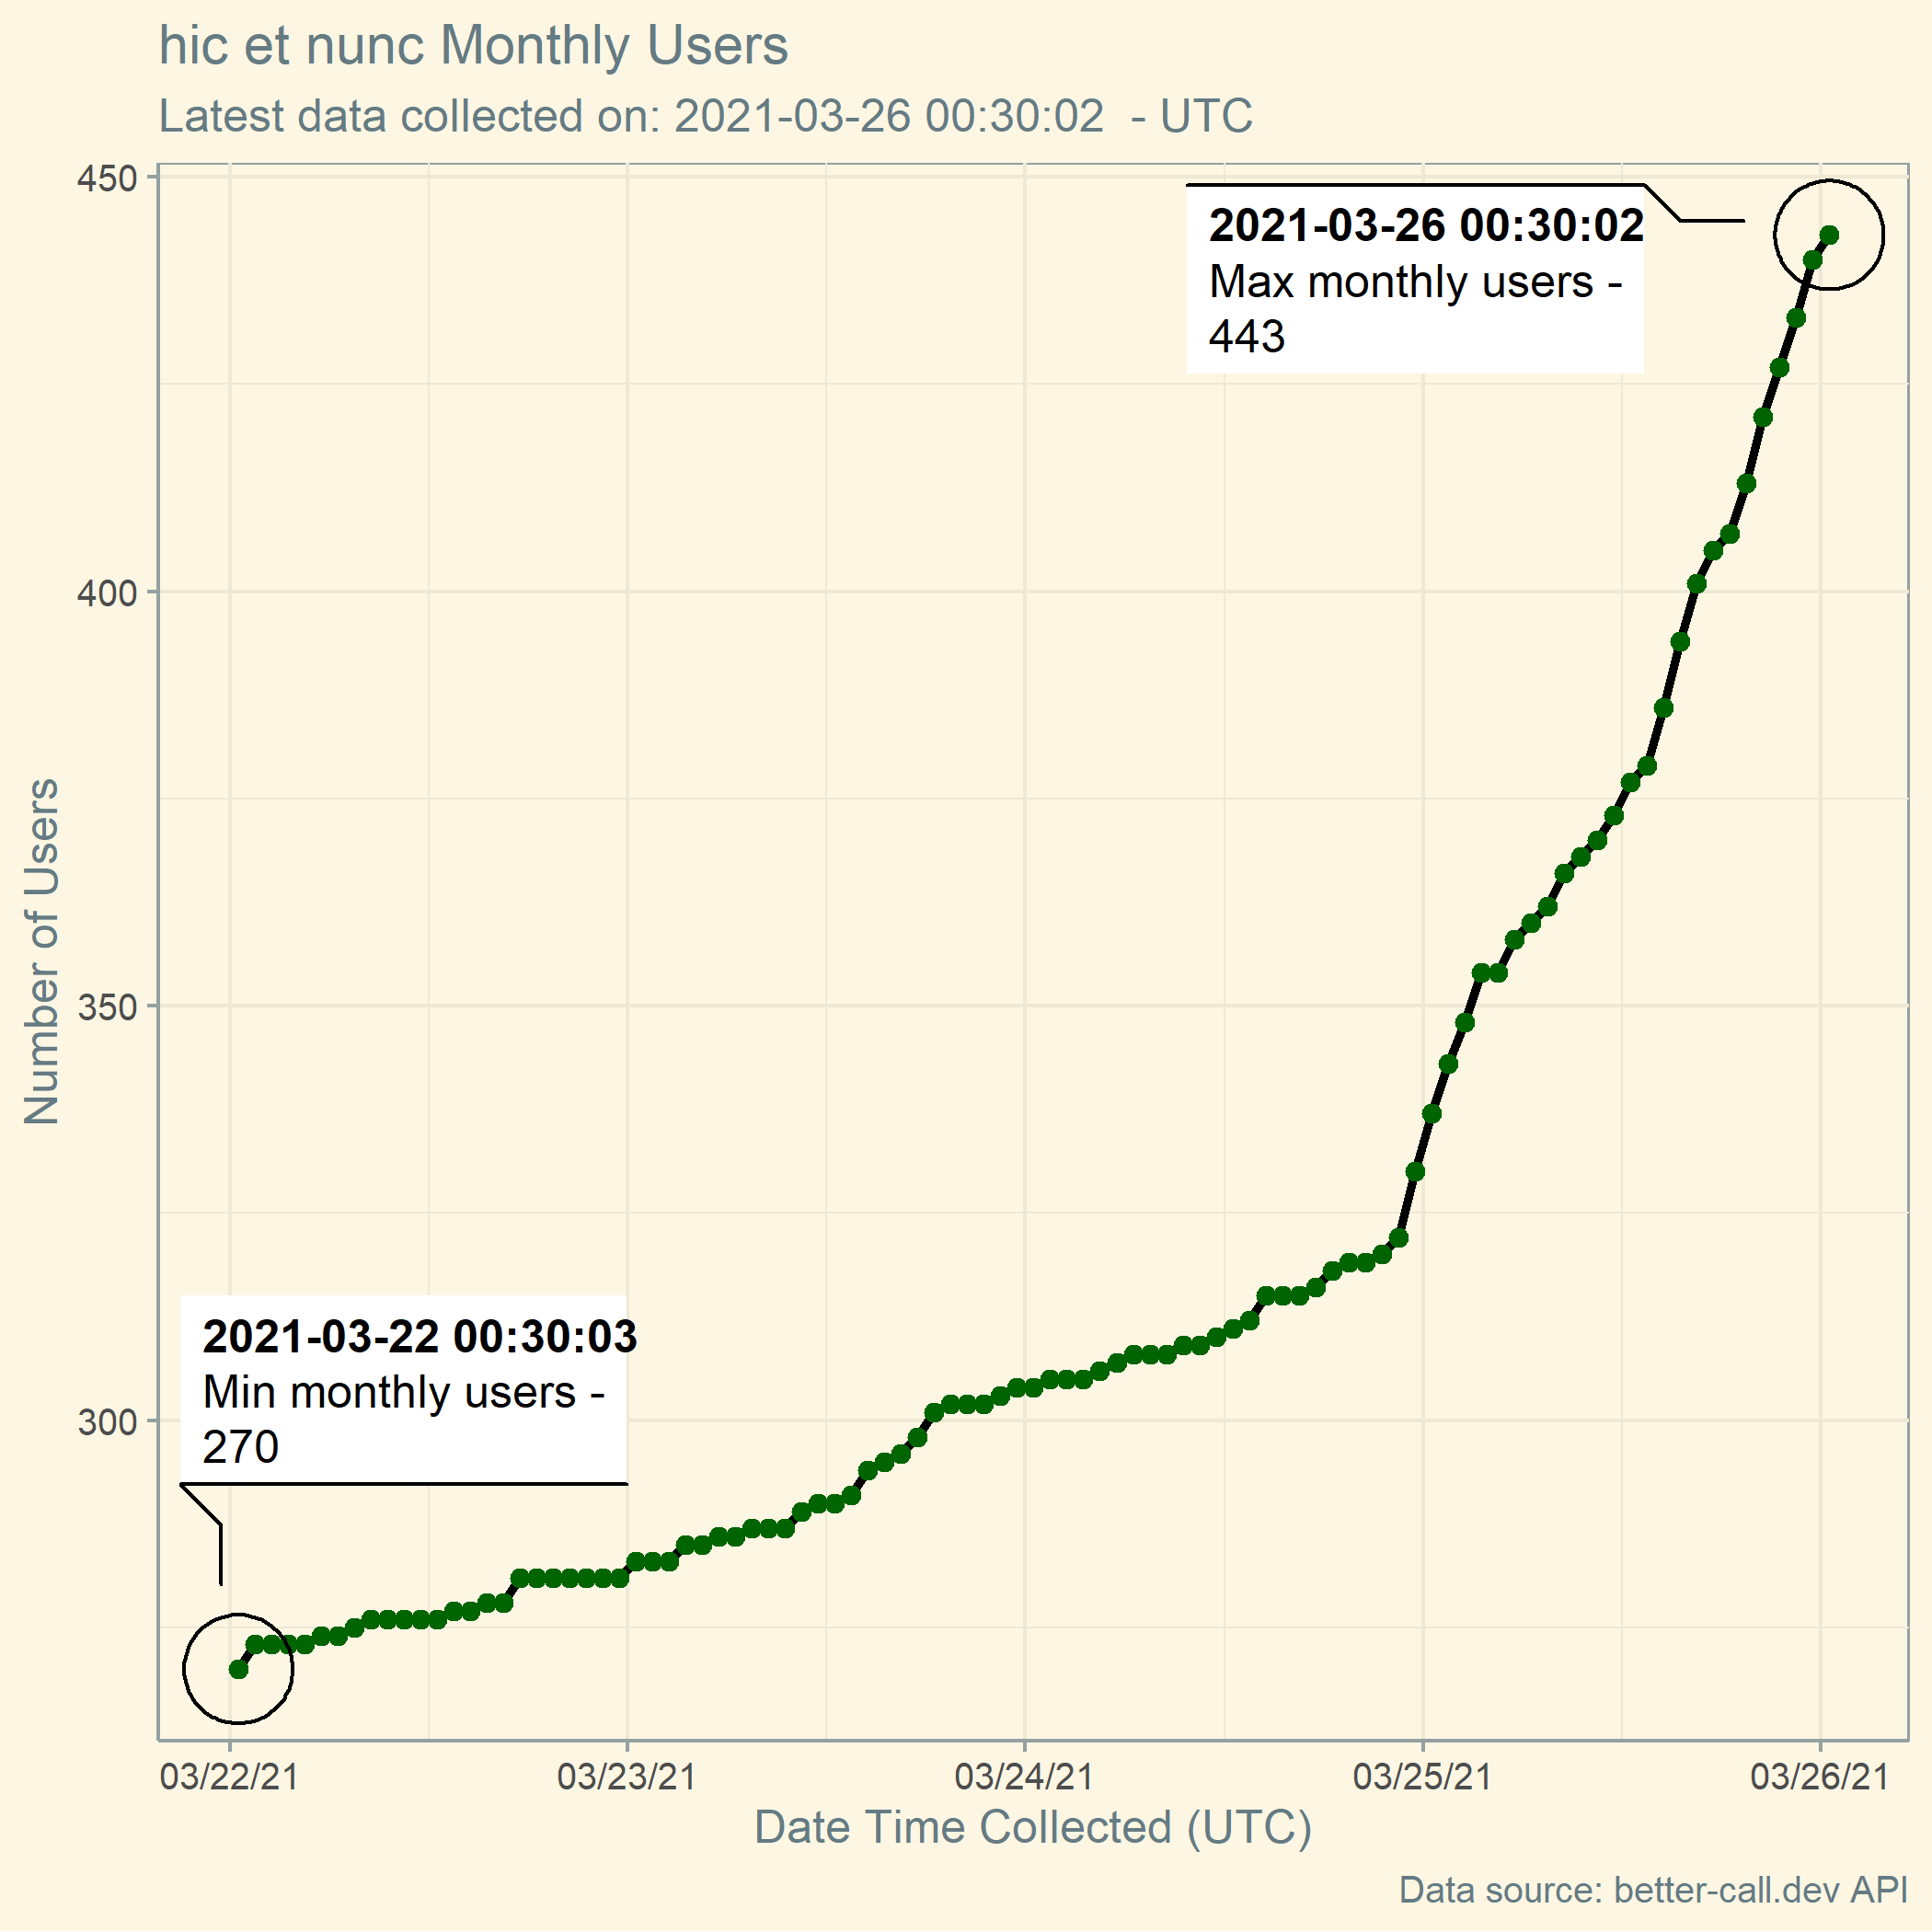 hic et nunc Monthly Users
Latest data collected on: 2021-03-26 00:30:02  - UTC
450
2021-03-26 00:30:02
Max monthly users -
443
400
Number of Users
350
2021-03-22 00:30:03
Min monthly users -
270
300
03/22/21
03/23/21
03/24/21
03/25/21
03/26/21
Date Time Collected (UTC)
Data source: better-call.dev API